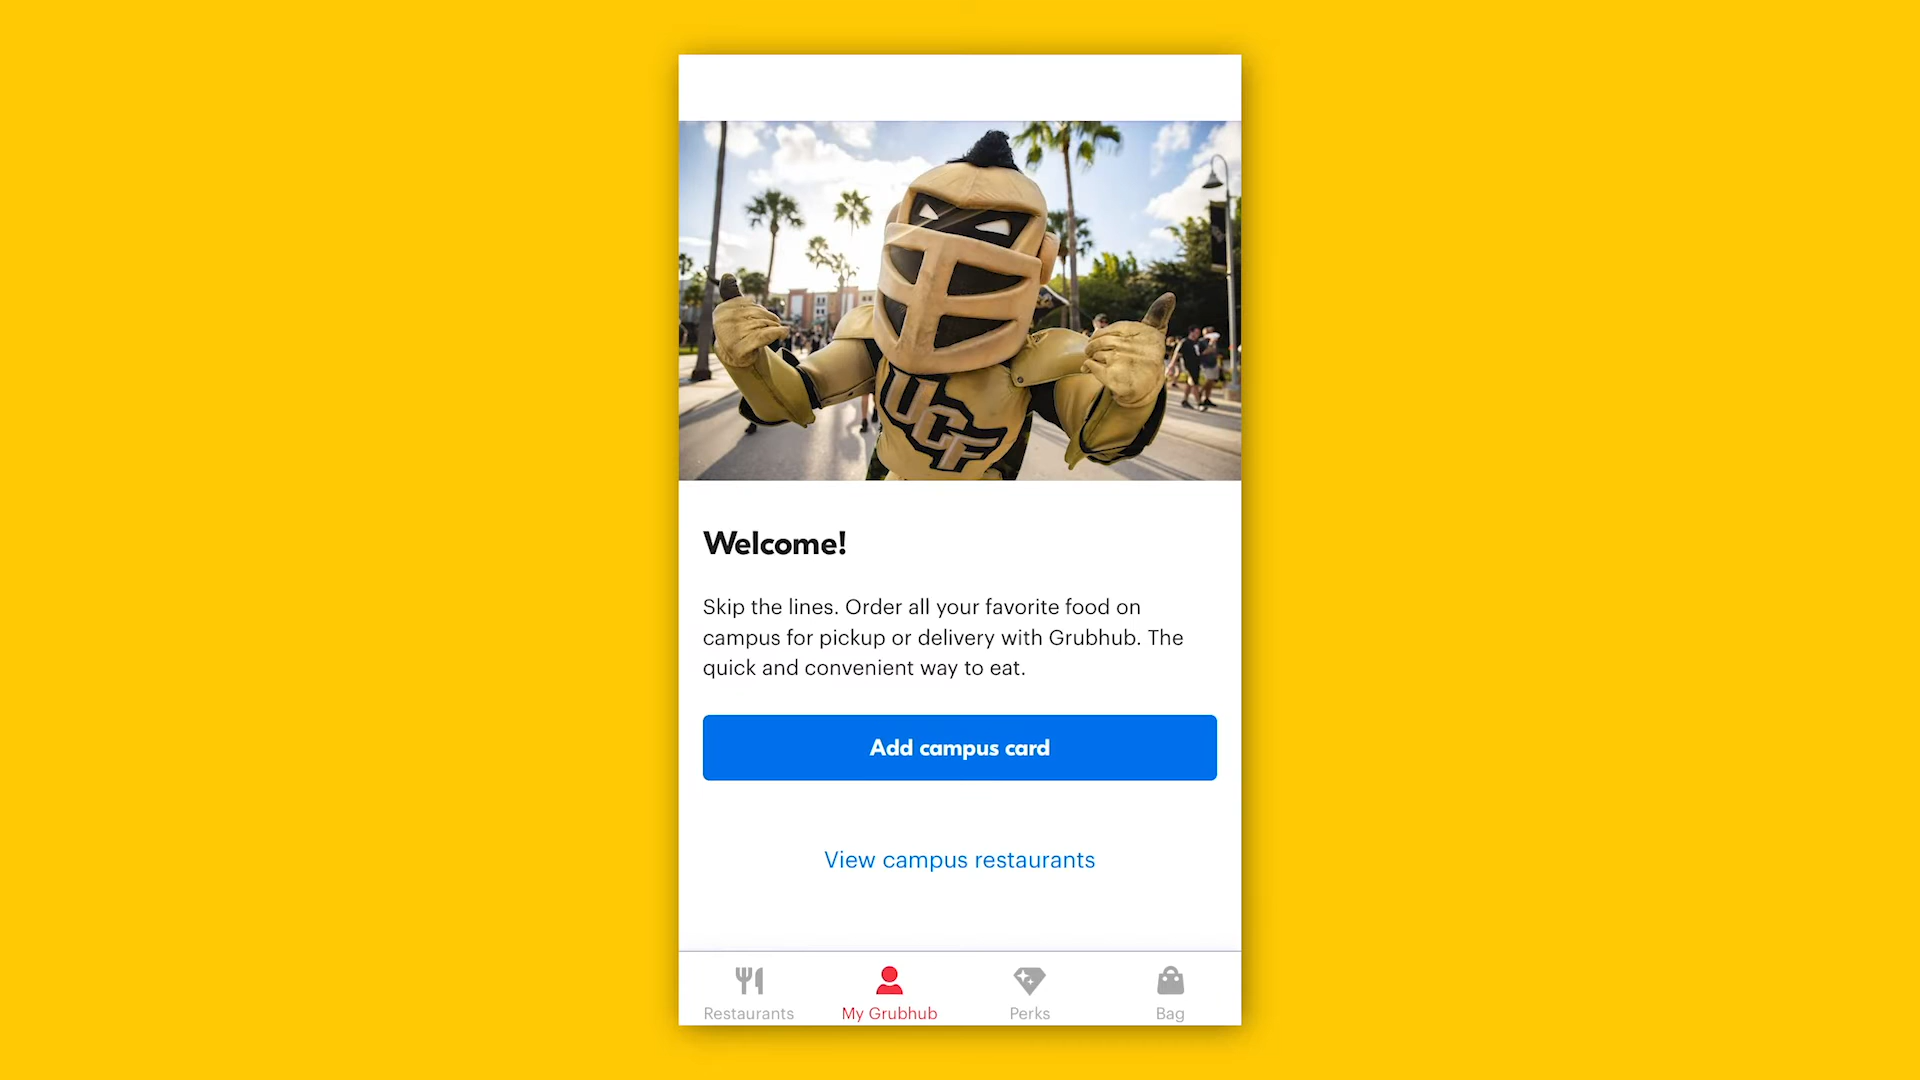 UCF
Welcome!
Skip the lines. Order all your favorite food on
campus for pickup or delivery with Grubhub. The
quick and convenient way to eat.
Add campus card
View campus restaurants
Restaurants
My Grubhub
Perks
Bag